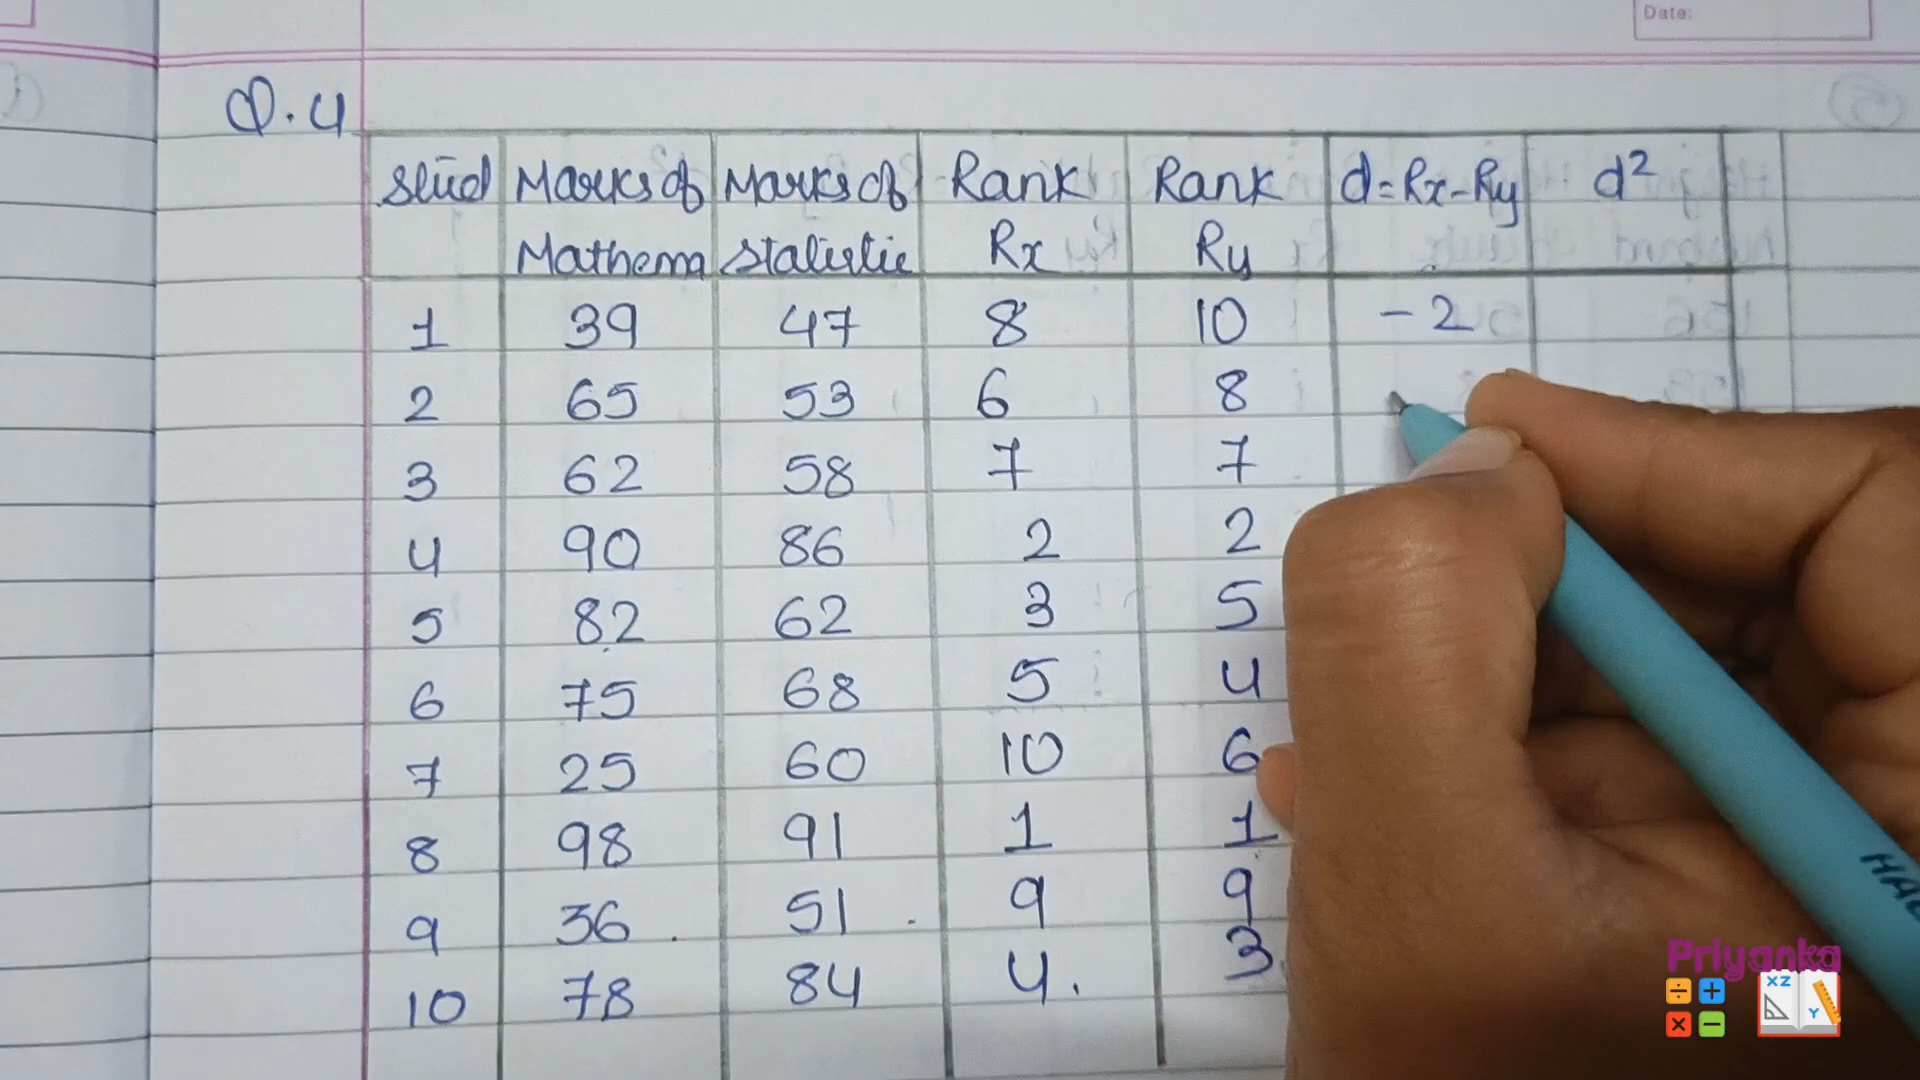 Date:
Q.4
Stud Marks of Marks of Rank Rank d=Rx-Ry d²
Mathema Statistic Rx Ry
1 39 47 8 10 -2
2 65 53 6 8
3 62 58 7 7
4 90 86 2 2
5 82 62 3 5
6 75 68 5 4
7 25 60 10 6
8 98 91 1 1
9 36 51 9 9
10 78 84 4 3
Priyanka
XZ
Y